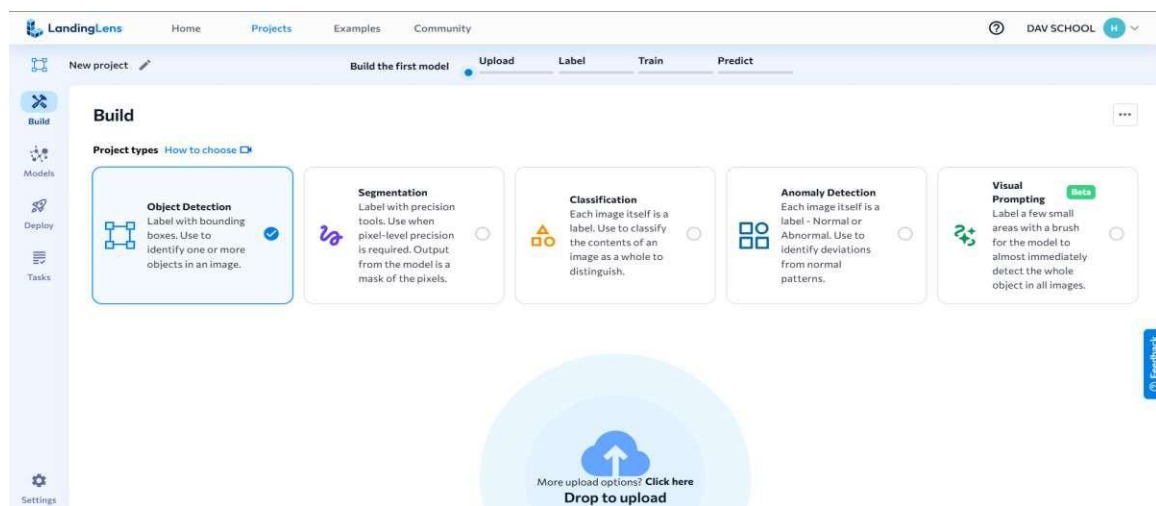 LandingLens Home Projects Examples Community DAV SCHOOL H
New project Build the first model Upload Label Train Predict
Build
Models
Deploy
Tasks
Settings
Build
Project types How to choose
Object Detection
Label with bounding
boxes. Use to
identify one or more
objects in an image.
Segmentation
Label with precision
tools. Use when
pixel-level precision
is required. Output
from the model is a
mask of the pixels.
Classification
Each image itself is a
label. Use to classify
the contents of an
image as a whole to
distinguish.
Anomaly Detection
Each image itself is a
label - Normal or
Abnormal. Use to
identify deviations
from normal
patterns.
Visual
Prompting Beta
Label a few small
areas with a brush
for the model to
almost immediately
detect the whole
object in all images.
More upload options? Click here
Drop to upload
Feedback